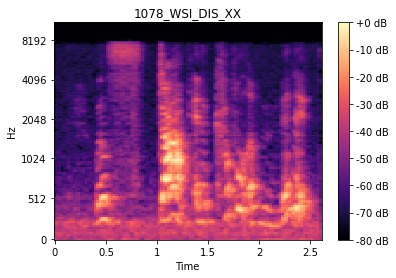 1078_WSI_DIS_XX
Hz
8192
4096
2048
1024
512
0
0
0.5
1
1.5
2
2.5
Time
+0 dB
-10 dB
-20 dB
-30 dB
-40 dB
-50 dB
-60 dB
-70 dB
-80 dB